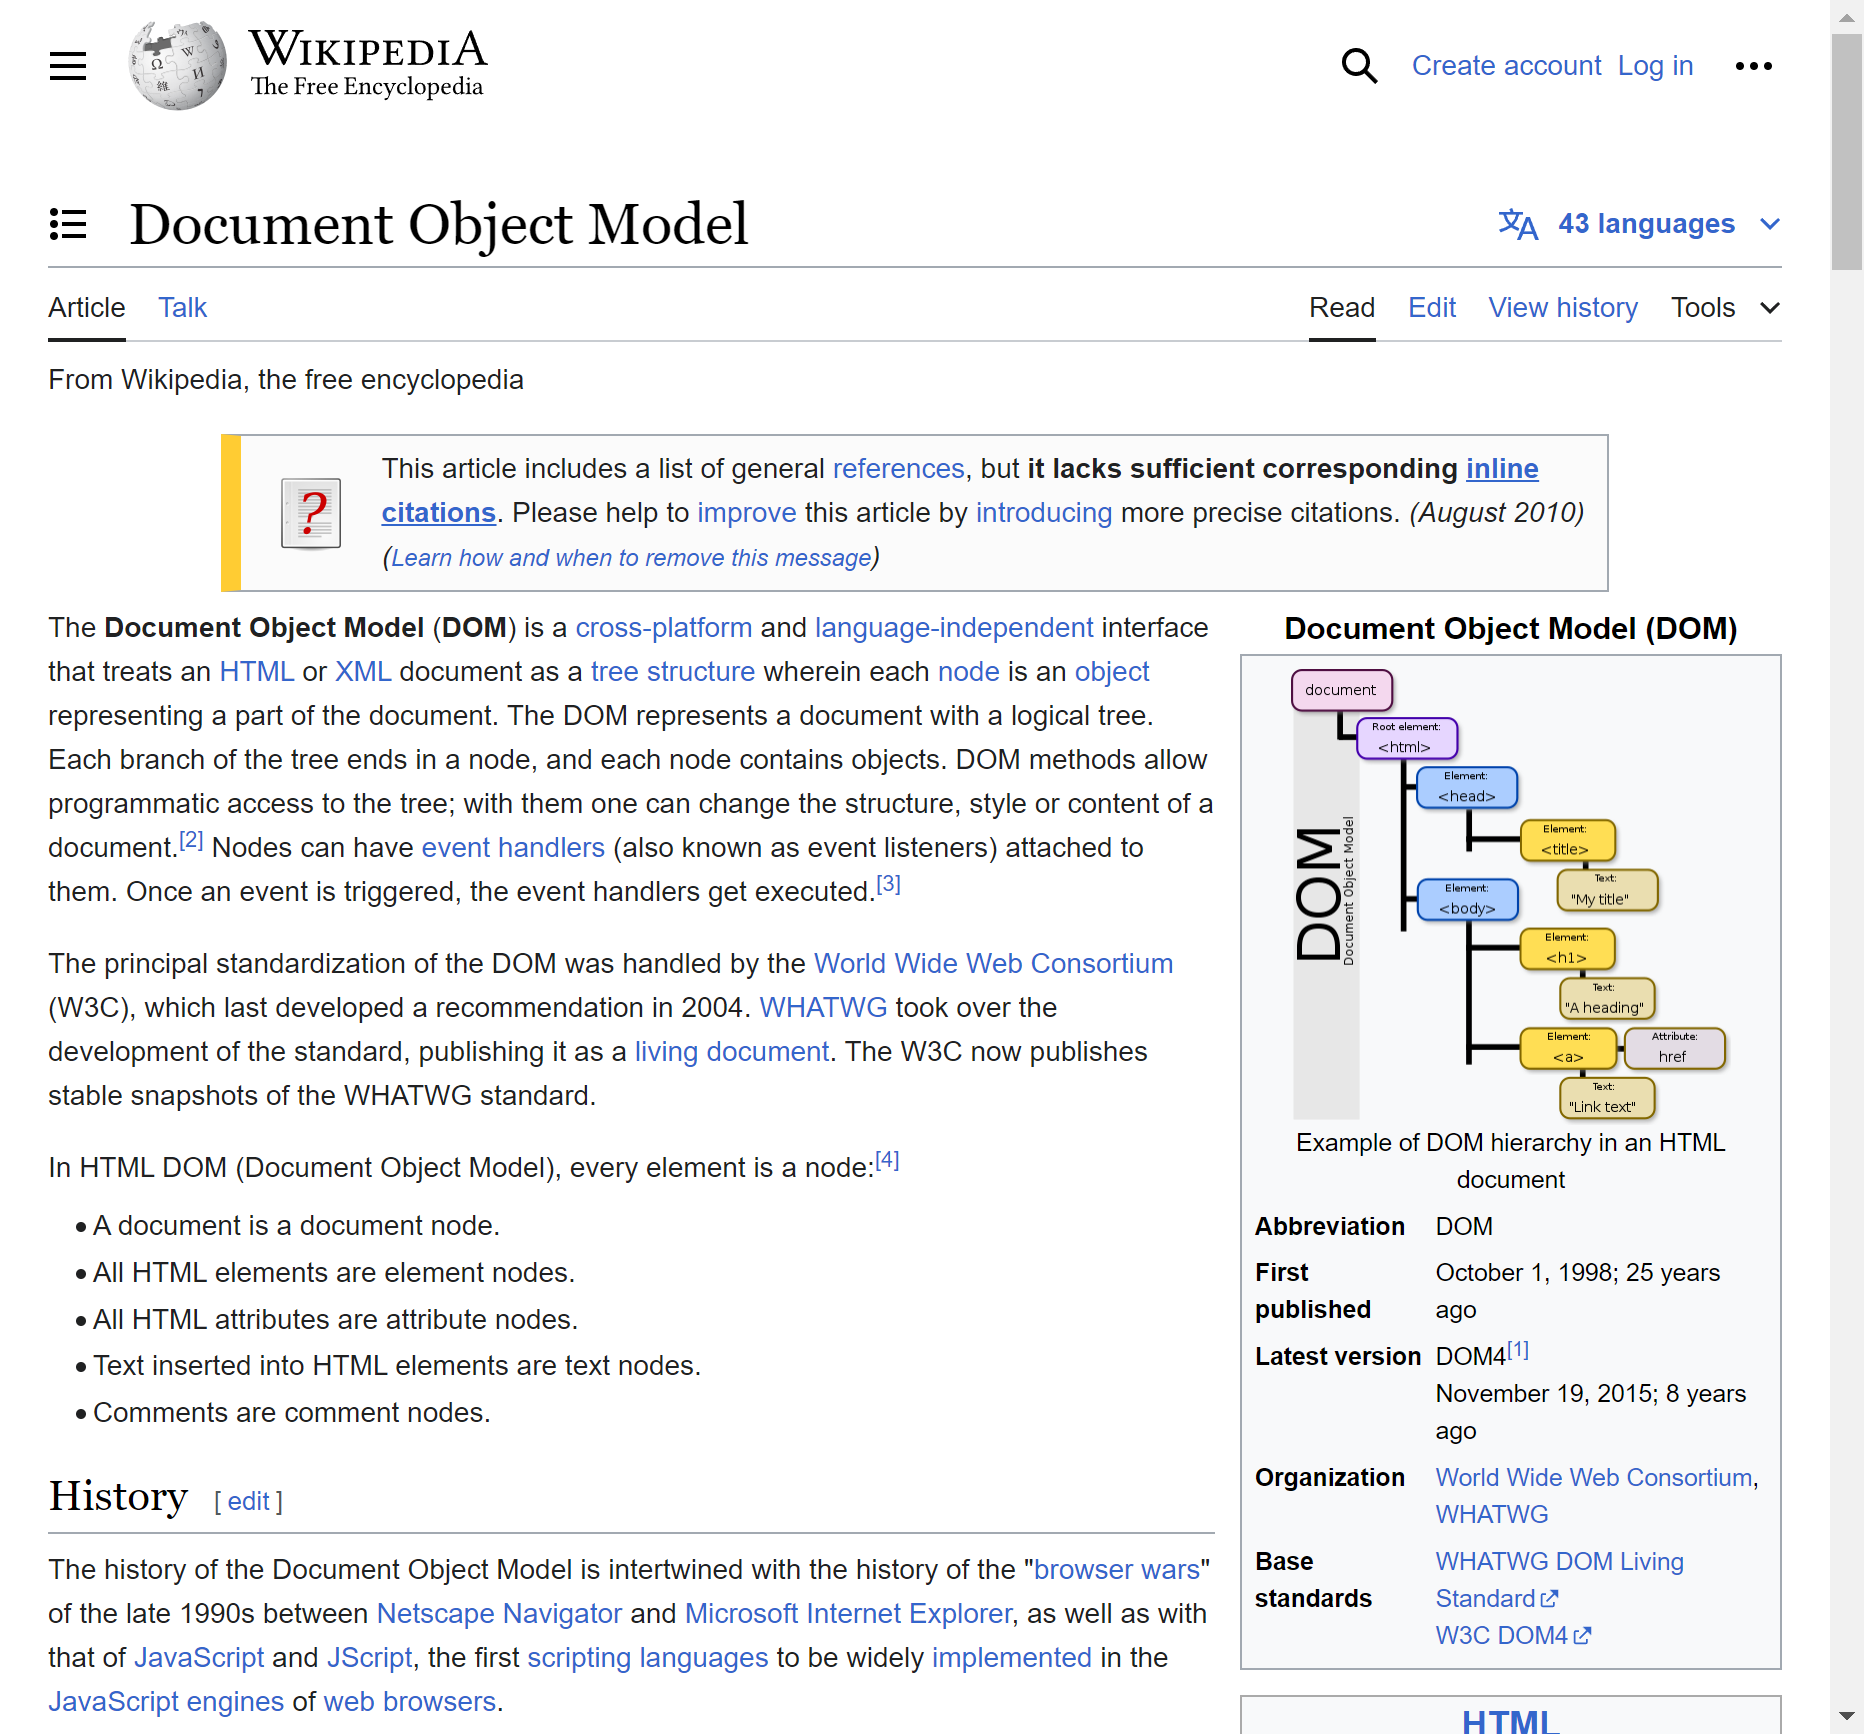 WIKIPEDIA
The Free Encyclopedia
Create account Log in
Document Object Model
43 languages
Article Talk
Read Edit View history Tools
From Wikipedia, the free encyclopedia
This article includes a list of general references, but it lacks sufficient corresponding inline
citations. Please help to improve this article by introducing more precise citations. (August 2010)
(Learn how and when to remove this message)
The Document Object Model (DOM) is a cross-platform and language-independent interface
that treats an HTML or XML document as a tree structure wherein each node is an object
representing a part of the document. The DOM represents a document with a logical tree.
Each branch of the tree ends in a node, and each node contains objects. DOM methods allow
programmatic access to the tree; with them one can change the structure, style or content of a
document.[2] Nodes can have event handlers (also known as event listeners) attached to
them. Once an event is triggered, the event handlers get executed.[3]
The principal standardization of the DOM was handled by the World Wide Web Consortium
(W3C), which last developed a recommendation in 2004. WHATWG took over the
development of the standard, publishing it as a living document. The W3C now publishes
stable snapshots of the WHATWG standard.
In HTML DOM (Document Object Model), every element is a node:[4]
• A document is a document node.
• All HTML elements are element nodes.
• All HTML attributes are attribute nodes.
• Text inserted into HTML elements are text nodes.
• Comments are comment nodes.
History [ edit ]
The history of the Document Object Model is intertwined with the history of the "browser wars"
of the late 1990s between Netscape Navigator and Microsoft Internet Explorer, as well as with
that of JavaScript and JScript, the first scripting languages to be widely implemented in the
JavaScript engines of web browsers.
Document Object Model (DOM)
document
Root element:
<html>
Element:
<head>
Element:
<title>
Text:
"My title"
Element:
<body>
Element:
<h1>
Text:
"A heading"
Element:
<a>
Attribute:
href
Text:
"Link text"
DOM
Document Object Model
Example of DOM hierarchy in an HTML
document
Abbreviation DOM
First October 1, 1998; 25 years
published ago
Latest version DOM4[1]
November 19, 2015; 8 years
ago
Organization World Wide Web Consortium,
WHATWG
Base WHATWG DOM Living
standards Standard
W3C DOM4
HTML